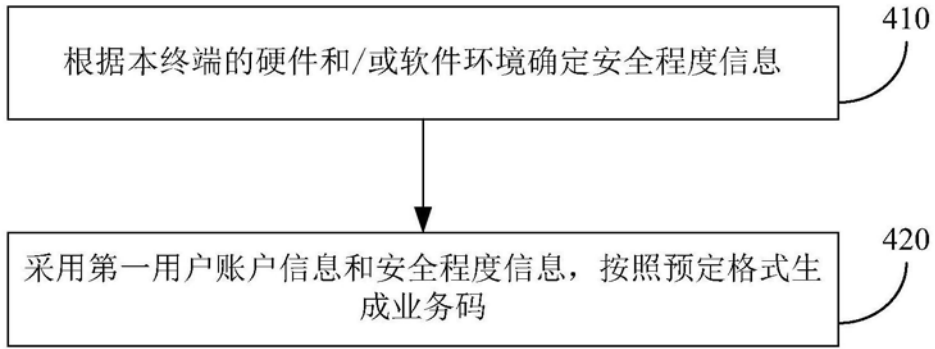 410
根据本终端的硬件和/或软件环境确定安全程度信息
420
采用第一用户账户信息和安全程度信息，按照预定格式生
成业务码